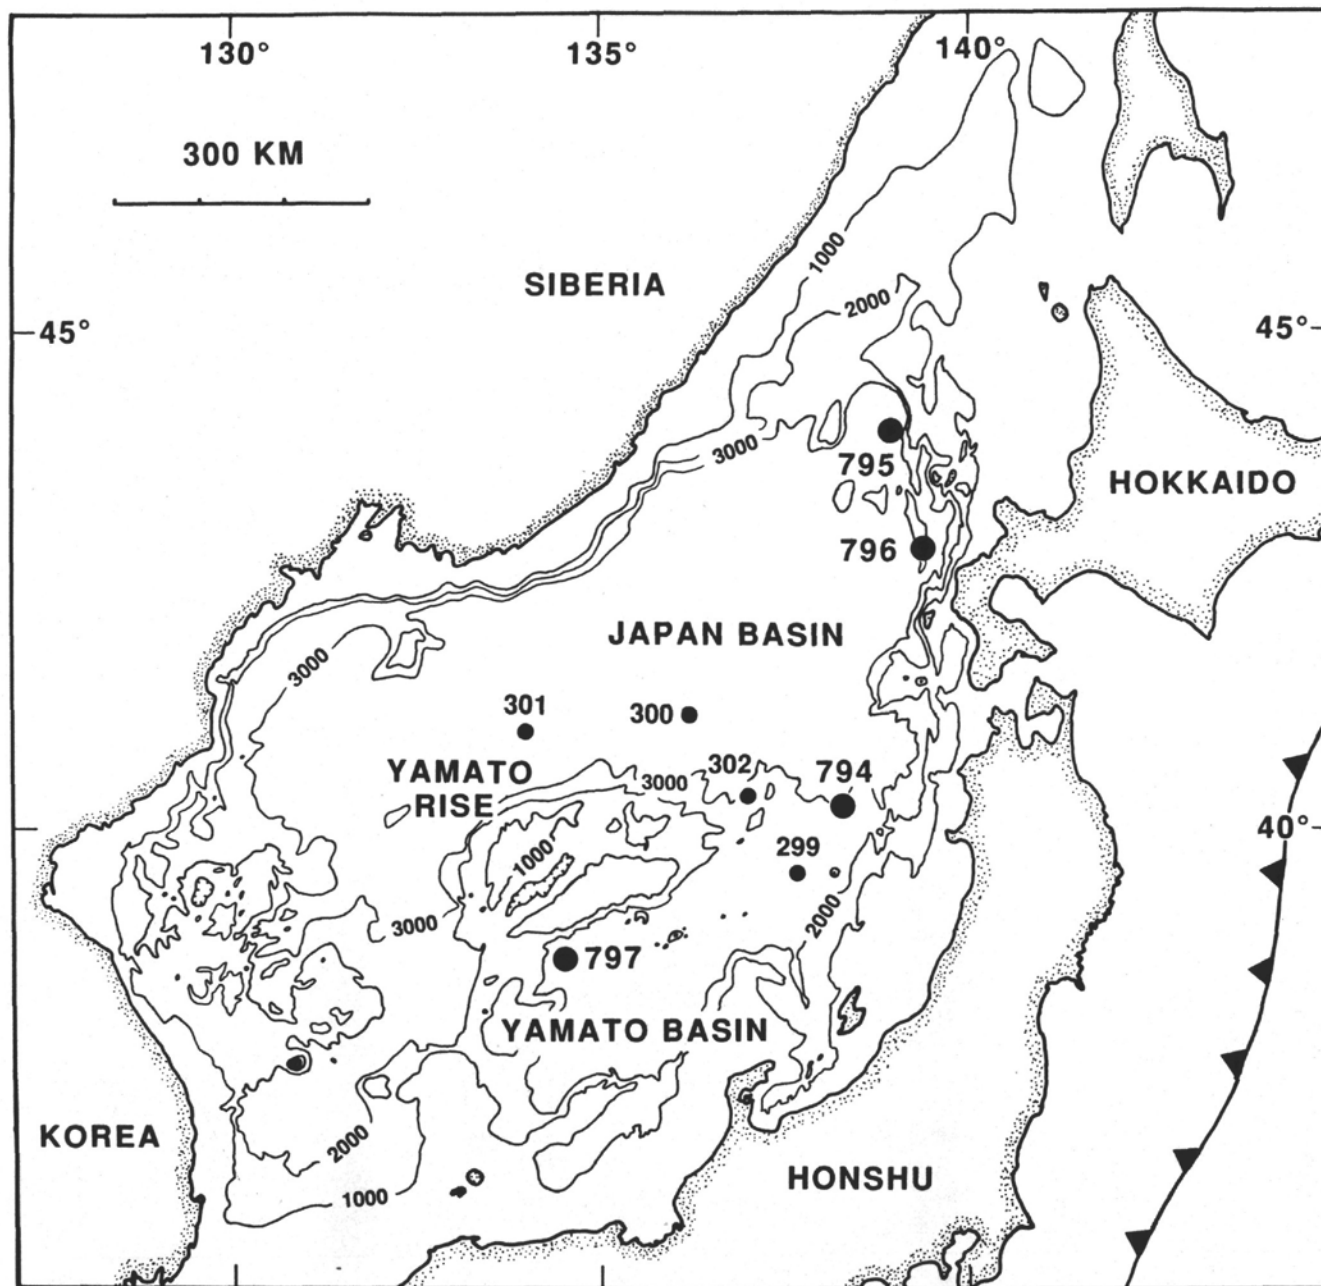 130°
135°
140°
300 KM
1000
SIBERIA
2000
45°
45°
3000
795
HOKKAIDO
796
JAPAN BASIN
3000
301
300
302
794
YAMATO
RISE
3000
40°
1000
299
3000
2000
797
YAMATO BASIN
KOREA
2000
HONSHU
1000